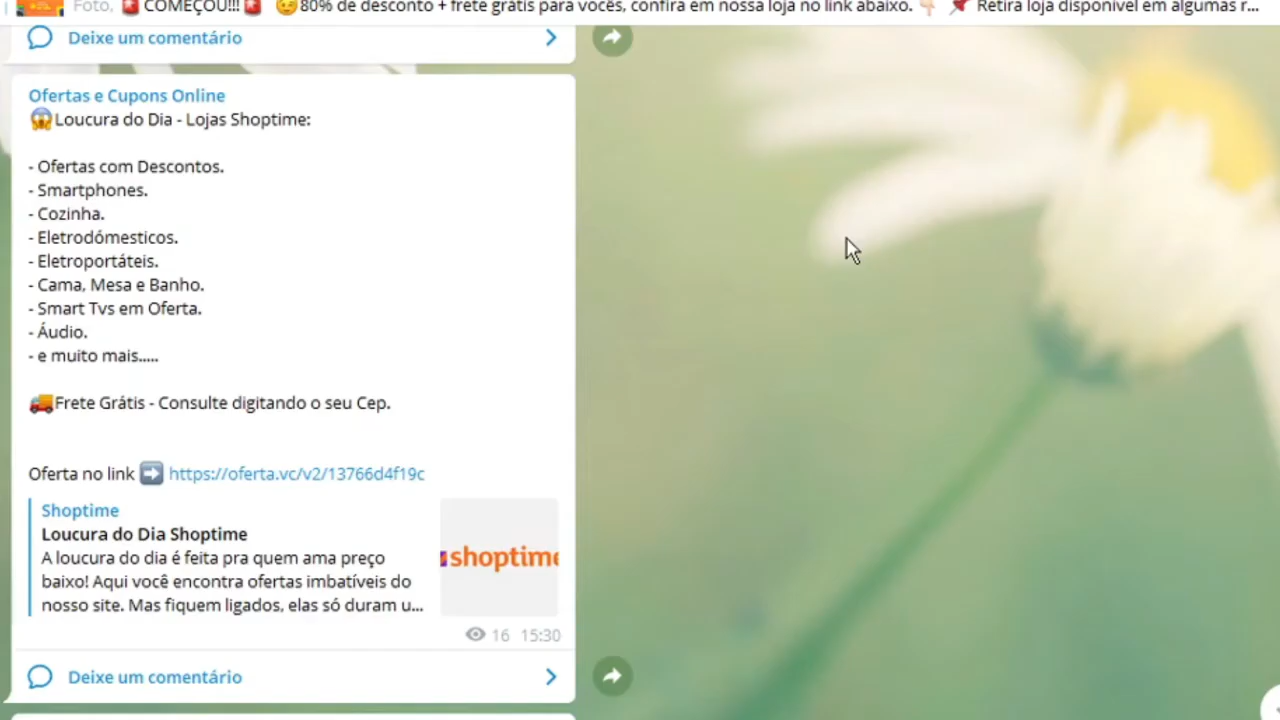 Foto, 🚨COMEÇOU!!!🚨 😉80% de desconto + frete grátis para vocês, confira em nossa loja no link abaixo. 👇🏻 📌 Retira loja disponível em algumas r...
Deixe um comentário
Ofertas e Cupons Online
😱Loucura do Dia - Lojas Shoptime:
- Ofertas com Descontos.
- Smartphones.
- Cozinha.
- Eletrodómesticos.
- Eletroportáteis.
- Cama, Mesa e Banho.
- Smart Tvs em Oferta.
- Áudio.
- e muito mais.....
🚚Frete Grátis - Consulte digitando o seu Cep.
Oferta no link ➡️ https://oferta.vc/v2/13766d4f19c
Shoptime
Loucura do Dia Shoptime
A loucura do dia é feita pra quem ama preço
baixo! Aqui você encontra ofertas imbatíveis do
nosso site. Mas fiquem ligados, elas só duram u...
shoptime
16 15:30
Deixe um comentário